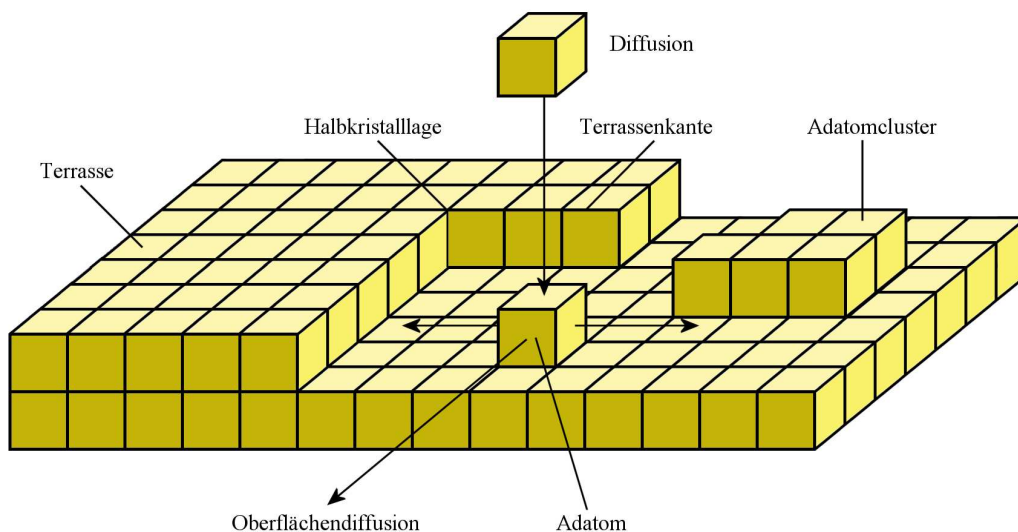 Diffusion
Halbkristalllage
Terrassenkante
Adatomcluster
Terrasse
Oberflächendiffusion
Adatom